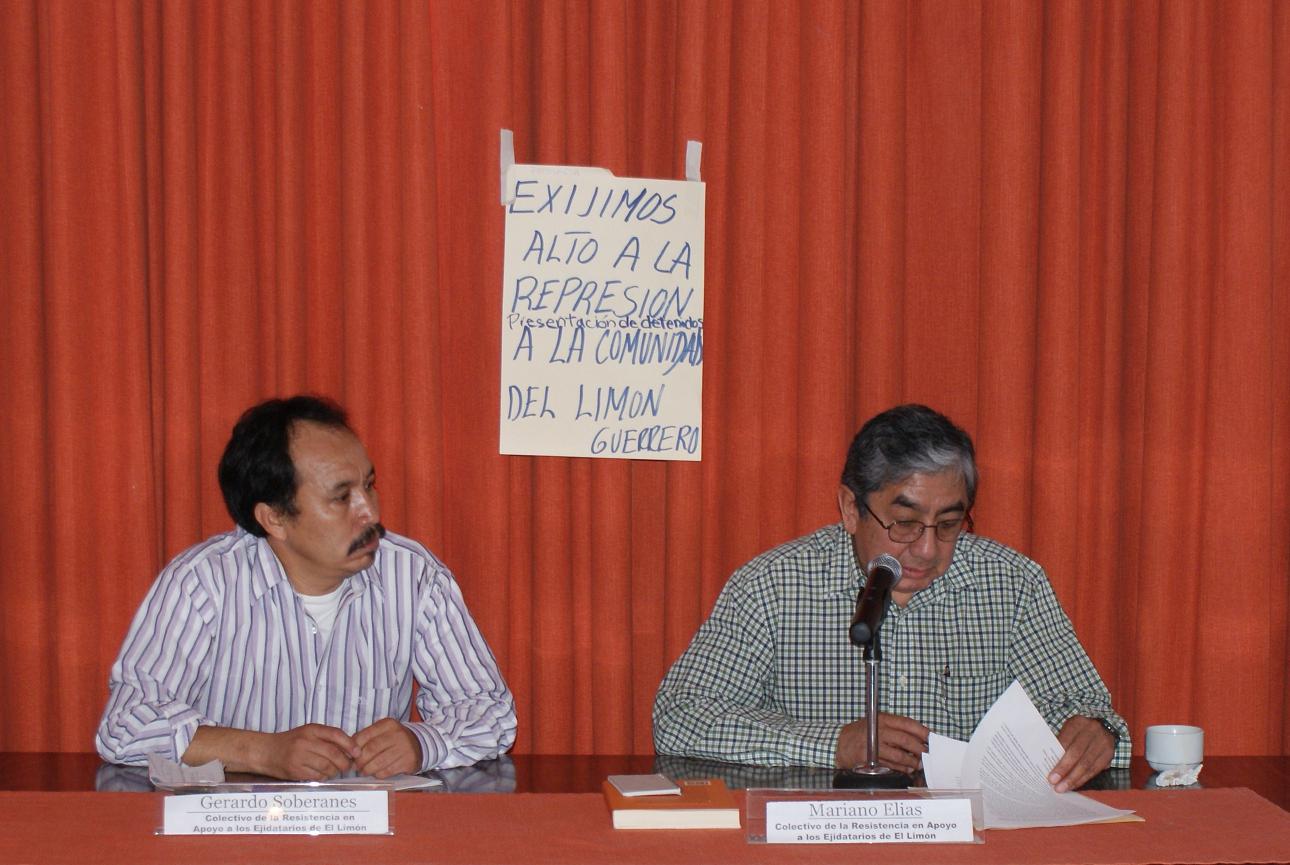 EXIJIMOS
ALTO A LA
REPRESION
Presentación de detenidos
A LA COMUNIDAD
DEL LIMON
GUERRERO
Gerardo Soberanes
Colectivo de la Resistencia en
Apoyo a los Ejidatarios de El Limón
Mariano Elias
Colectivo de la Resistencia en Apoyo
a los Ejidatarios de El Limón